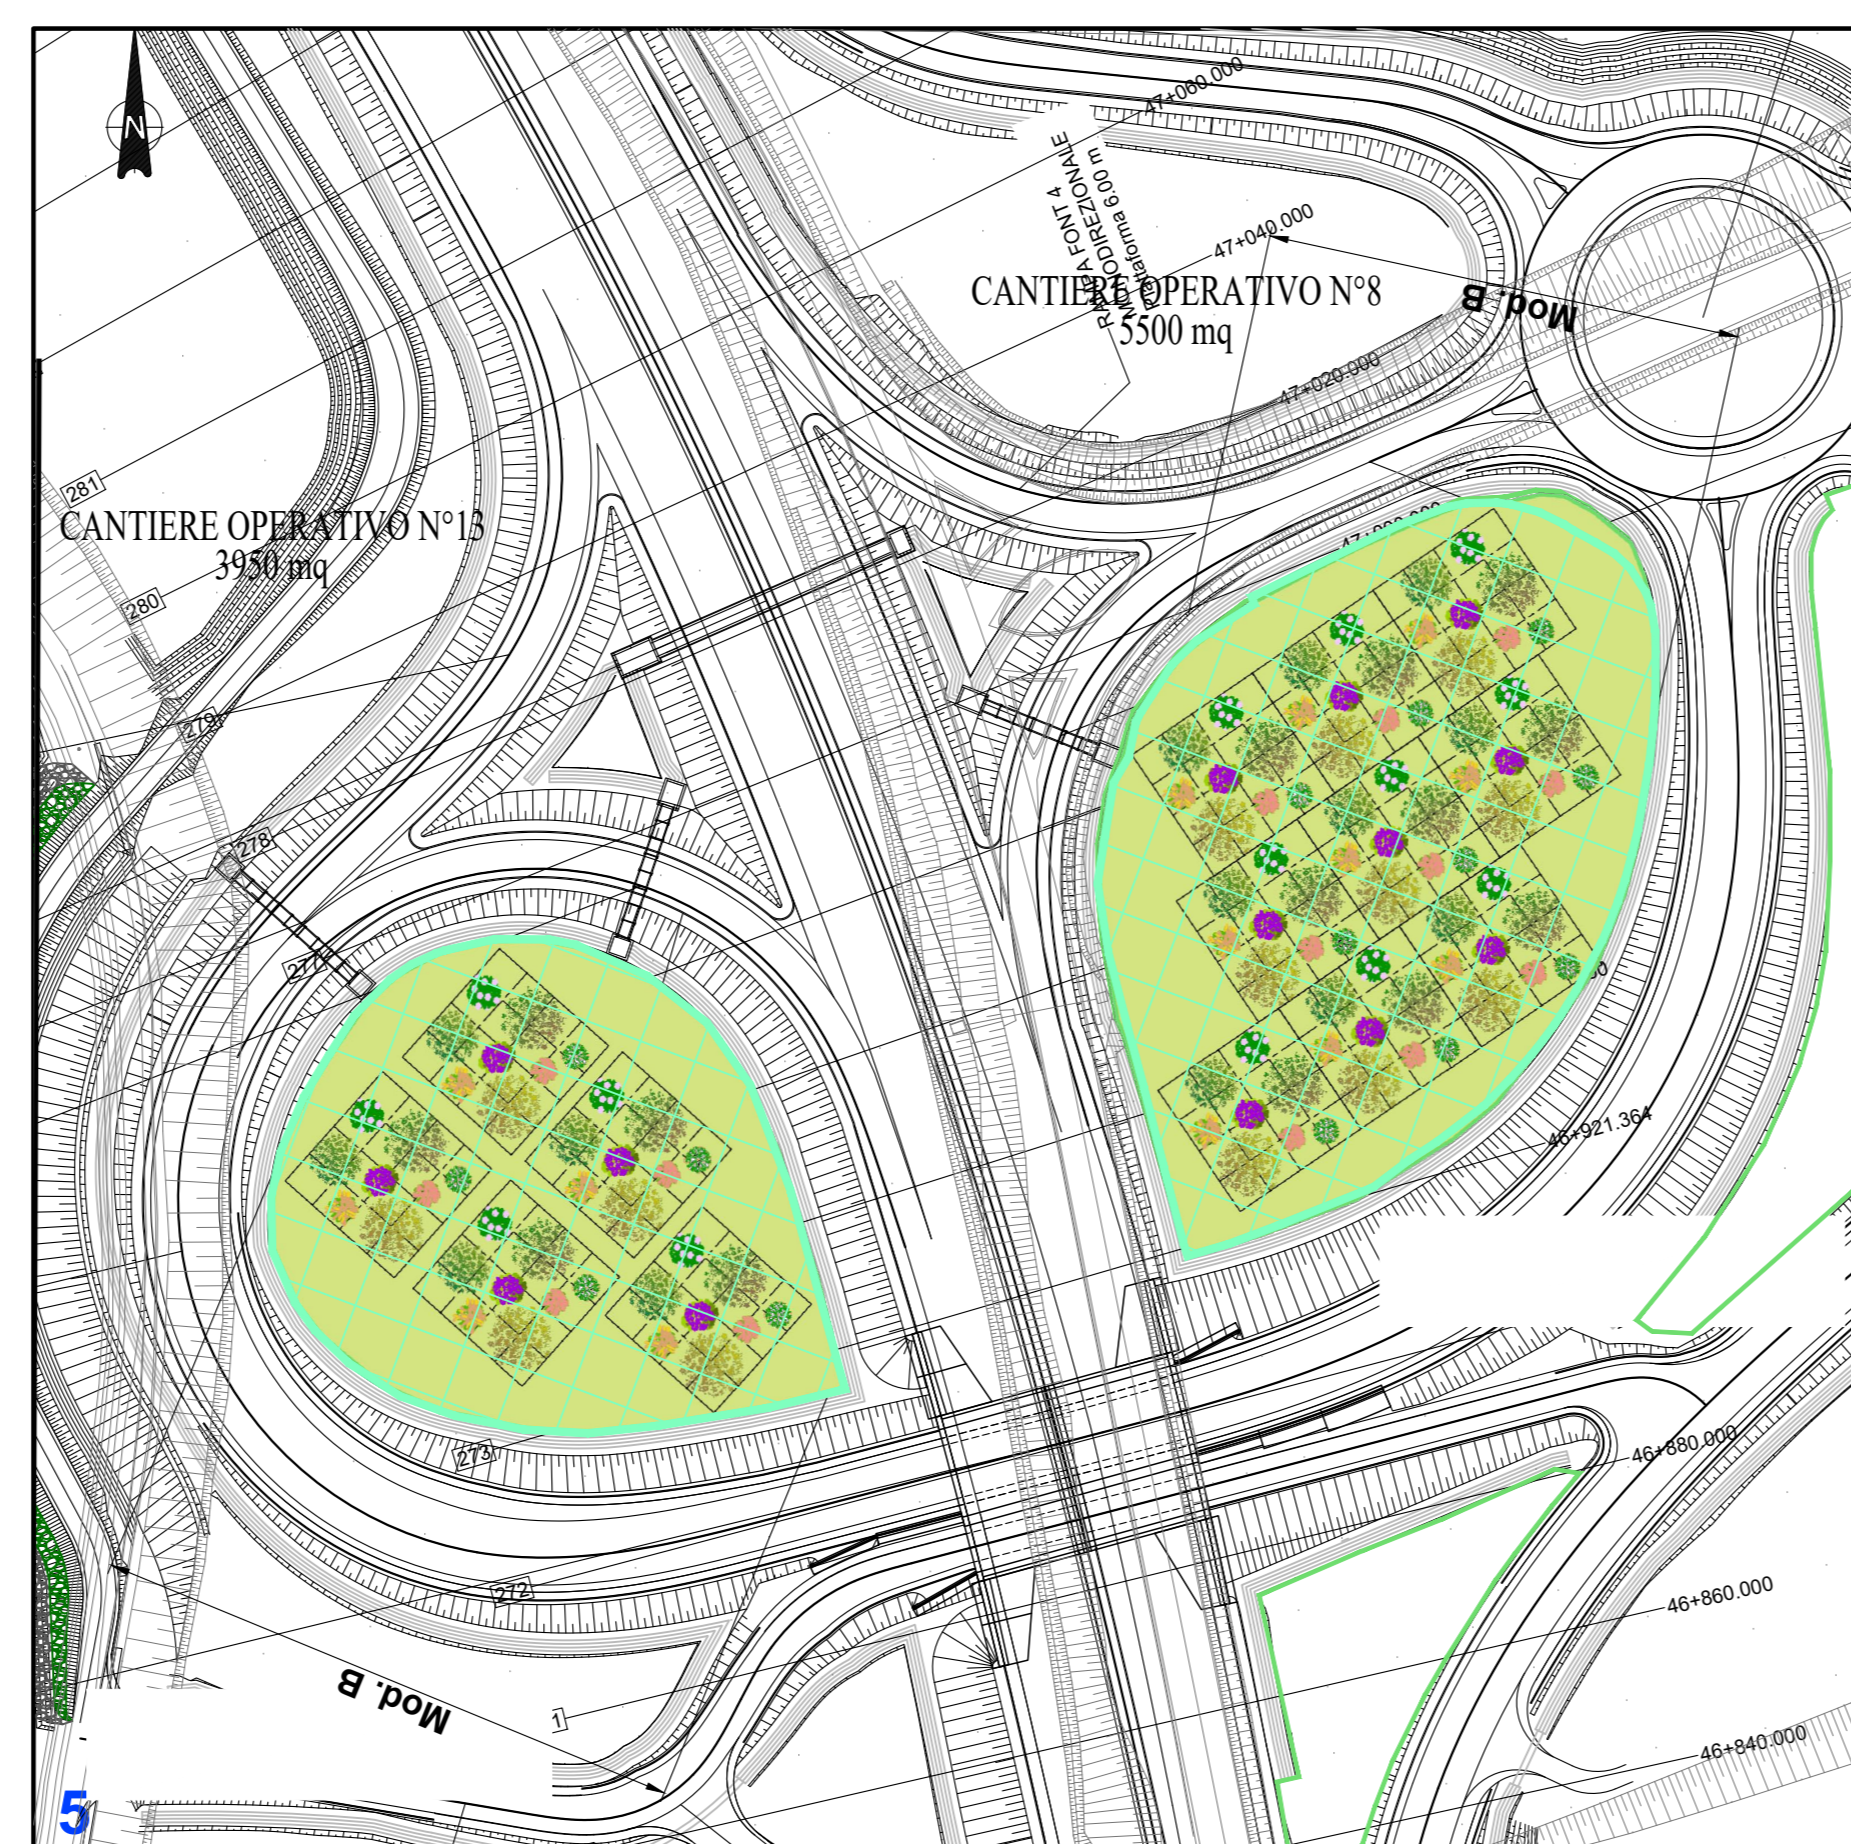 N
47+060.000
RAMPA FONT 4
MONODIREZIONALE
Piattaforma 6.00 m
47+040.000
CANTIERE OPERATIVO N°8
5500 mq
Mod. B
47+020.000
281
CANTIERE OPERATIVO N°13
3950 mq
280
279
278
277
46+921.364
273
46+880.000
272
46+860.000
Mod. B
1
46+840.000
5